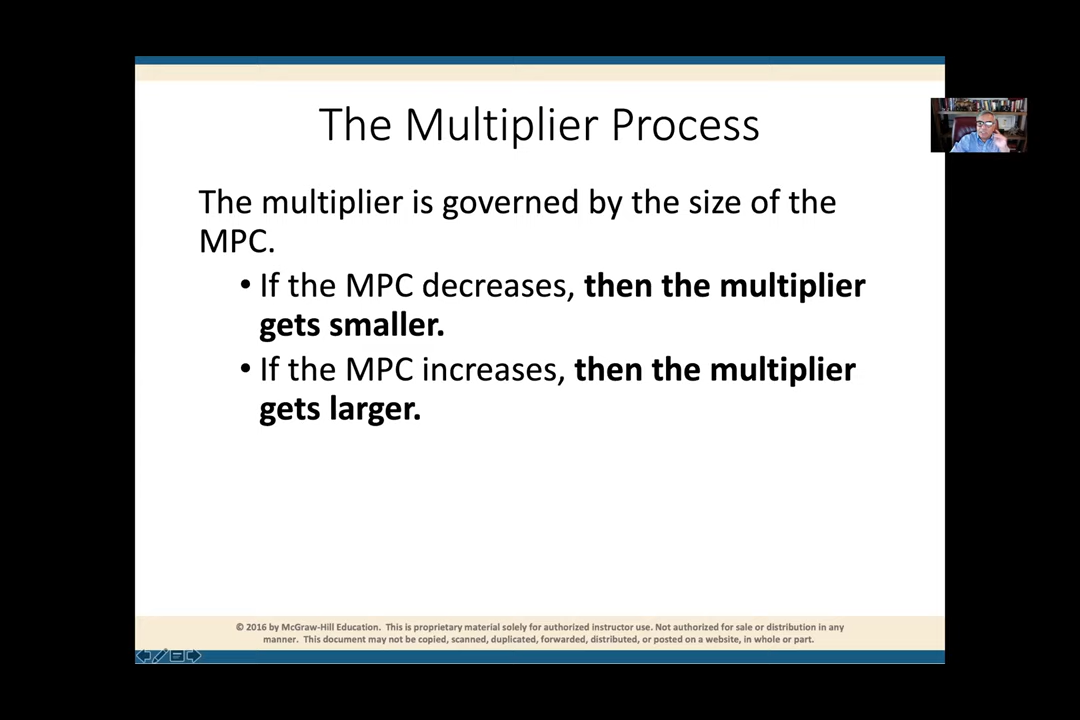 The Multiplier Process
The multiplier is governed by the size of the
MPC.
• If the MPC decreases, then the multiplier
gets smaller.
• If the MPC increases, then the multiplier
gets larger.
© 2016 by McGraw-Hill Education. This is proprietary material solely for authorized instructor use. Not authorized for sale or distribution in any
manner. This document may not be copied, scanned, duplicated, forwarded, distributed, or posted on a website, in whole or part.